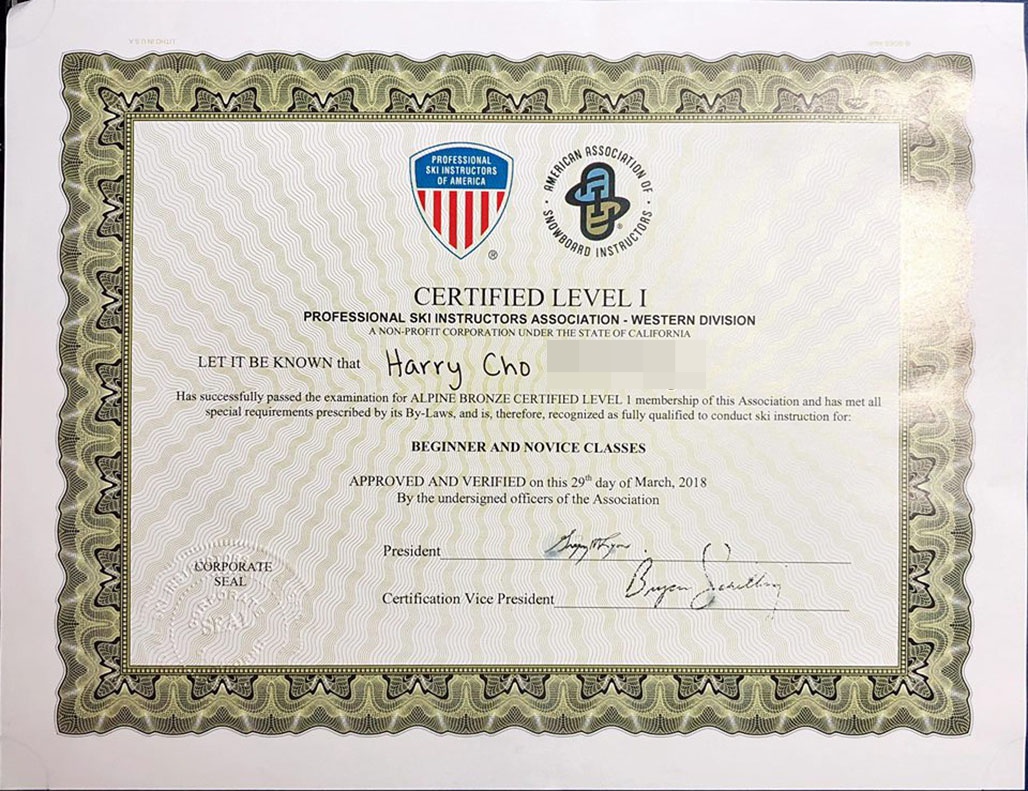 LITHO IN U.S.A.
PROFESSIONAL
SKI INSTRUCTORS
OF AMERICA
®
AMERICAN ASSOCIATION OF
SNOWBOARD INSTRUCTORS
®
CERTIFIED LEVEL I
PROFESSIONAL SKI INSTRUCTORS ASSOCIATION - WESTERN DIVISION
A NON-PROFIT CORPORATION UNDER THE STATE OF CALIFORNIA
LET IT BE KNOWN that Harry Cho
Has successfully passed the examination for ALPINE BRONZE CERTIFIED LEVEL 1 membership of this Association and has met all
special requirements prescribed by its By-Laws, and is, therefore, recognized as fully qualified to conduct ski instruction for:
BEGINNER AND NOVICE CLASSES
APPROVED AND VERIFIED on this 29th day of March, 2018
By the undersigned officers of the Association
President
CORPORATE
SEAL
Certification Vice President Bryan
CORPORATE
SEAL